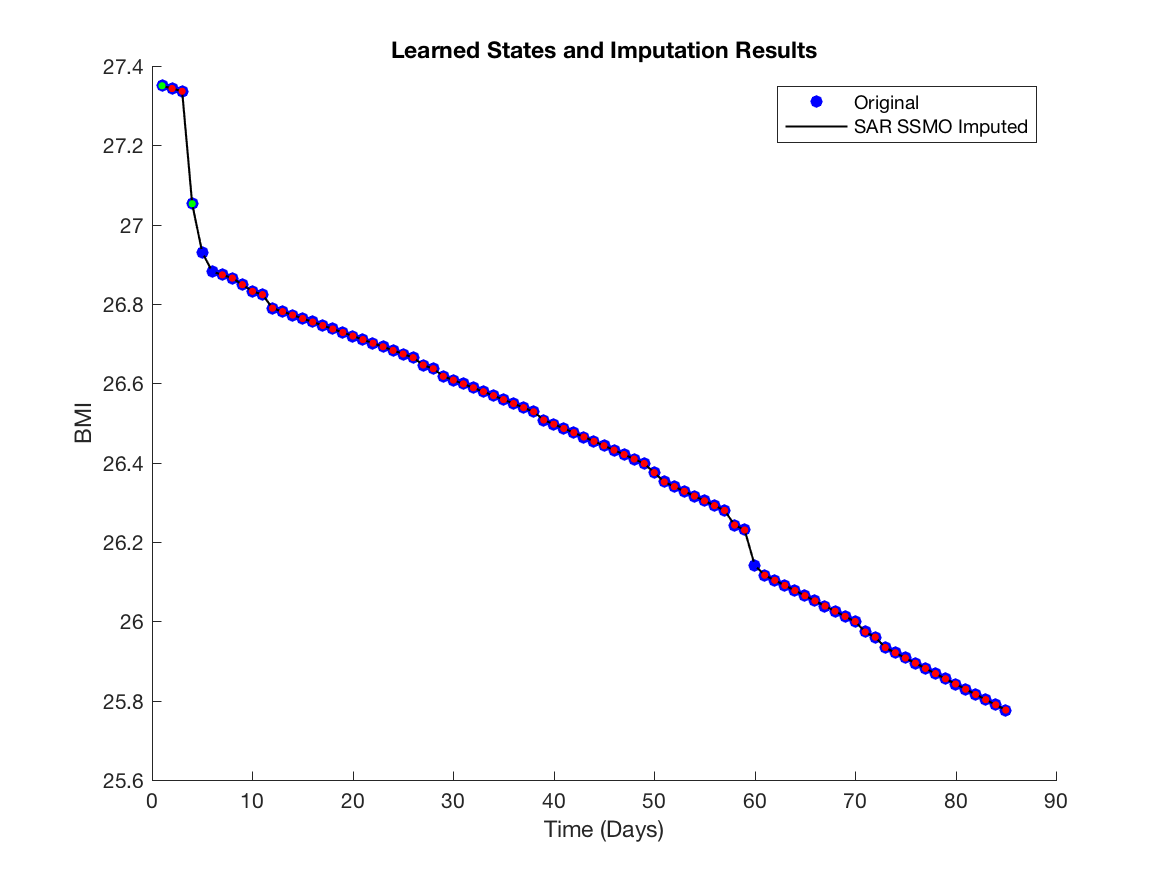 Learned States and Imputation Results
Original
SAR SSMO Imputed
27.4
27.2
27
26.8
26.6
26.4
26.2
26
25.8
25.6
BMI
0 10 20 30 40 50 60 70 80 90
Time (Days)